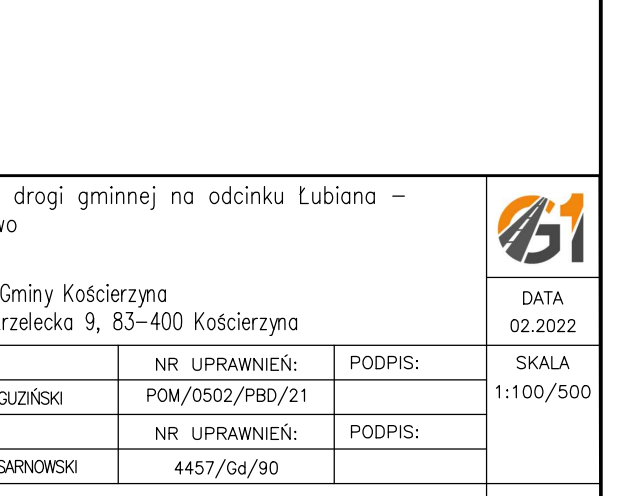 drogi gminnej na odcinku Łubiana –
wo
G1
Gminy Kościerzyna
rzelecka 9, 83-400 Kościerzyna
DATA
02.2022
NR UPRAWNIEŃ: PODPIS: SKALA
GUZIŃSKI POM/0502/PBD/21 1:100/500
NR UPRAWNIEŃ: PODPIS:
SARNOWSKI 4457/Gd/90